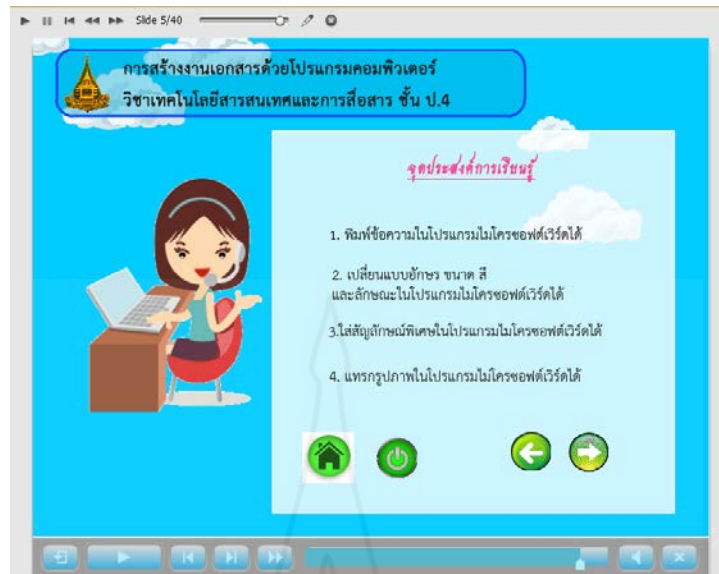 Slide 5/40
การสร้างงานเอกสารด้วยโปรแกรมคอมพิวเตอร์
วิชาเทคโนโลยีสารสนเทศและการสื่อสาร ชั้น ป.4
จุดประสงค์การเรียนรู้
1. พิมพ์ข้อความในโปรแกรมไมโครซอฟต์เวิร์ดได้
2. เปลี่ยนแบบอักษร ขนาด สี
และลักษณะในโปรแกรมไมโครซอฟต์เวิร์ดได้
3.ใส่สัญลักษณ์พิเศษในโปรแกรมไมโครซอฟต์เวิร์ดได้
4. แทรกรูปภาพในโปรแกรมไมโครซอฟต์เวิร์ดได้